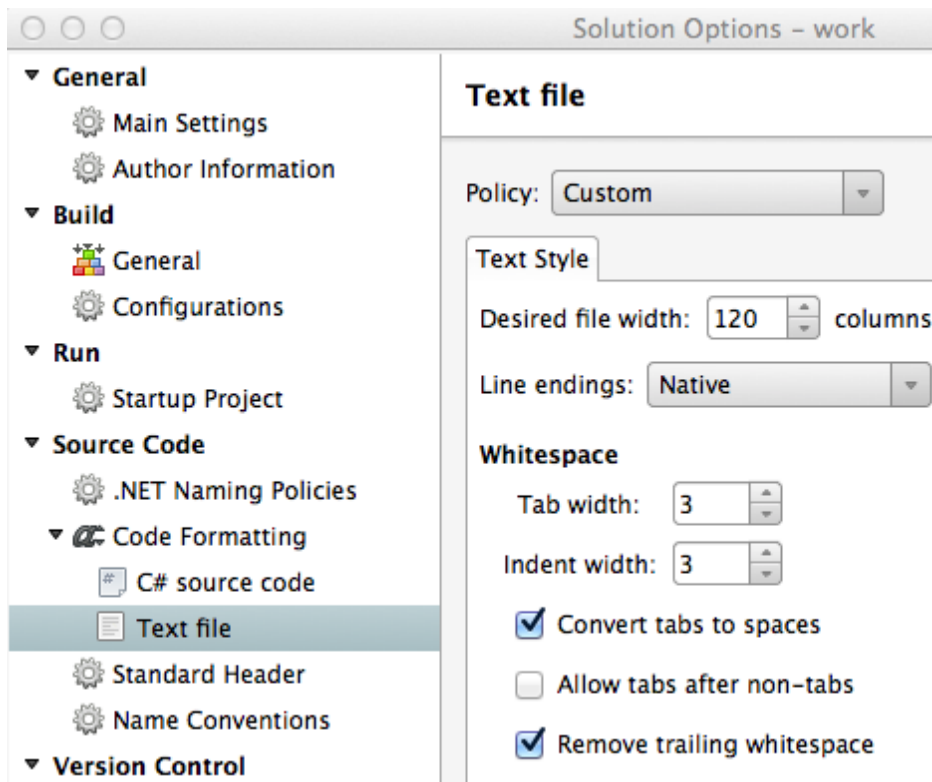 Solution Options – work
General
Main Settings
Author Information
Build
General
Configurations
Run
Startup Project
Source Code
.NET Naming Policies
Code Formatting
C# source code
Text file
Standard Header
Name Conventions
Version Control
Text file
Policy: Custom
Text Style
Desired file width: 120 columns
Line endings: Native
Whitespace
Tab width: 3
Indent width: 3
Convert tabs to spaces
Allow tabs after non-tabs
Remove trailing whitespace